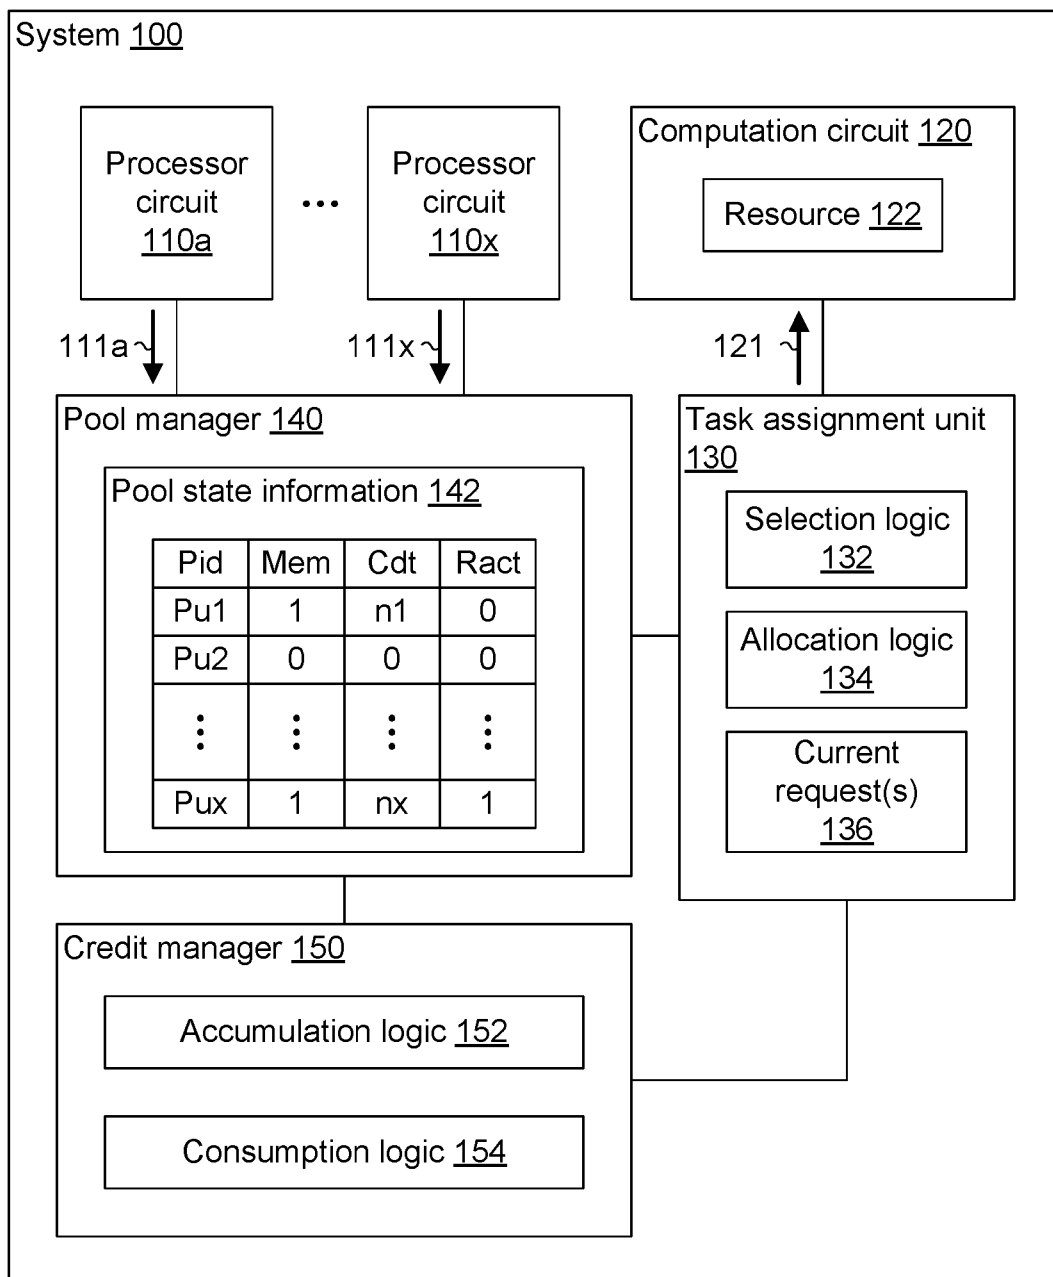 System 100
Processor
circuit
110a
...
Processor
circuit
110x
Computation circuit 120
Resource 122
111a
111x
121
Pool manager 140
Pool state information 142
Pid Mem Cdt Ract
Pu1 1 n1 0
Pu2 0 0 0
⋮ ⋮ ⋮ ⋮
Pux 1 nx 1
Task assignment unit
130
Selection logic
132
Allocation logic
134
Current
request(s)
136
Credit manager 150
Accumulation logic 152
Consumption logic 154